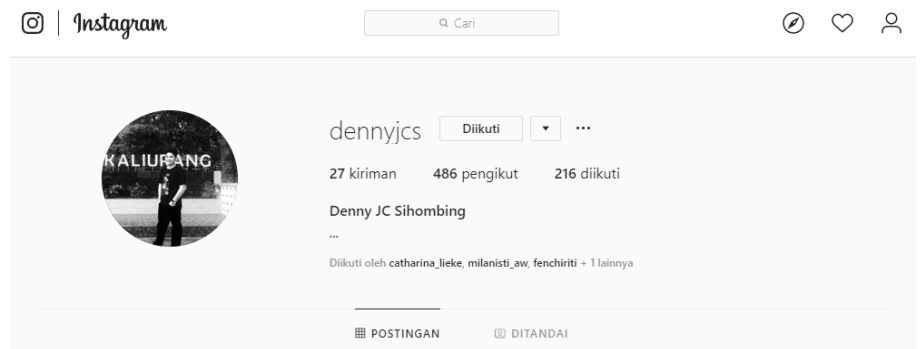 Instagram
Cari
KALIURANG
dennyjcs Diikuti ...
27 kiriman 486 pengikut 216 diikuti
Denny JC Sihombing
...
Diikuti oleh catharina_lieke, milanisti_aw, fenchiriti + 1 lainnya
POSTINGAN DITANDAI